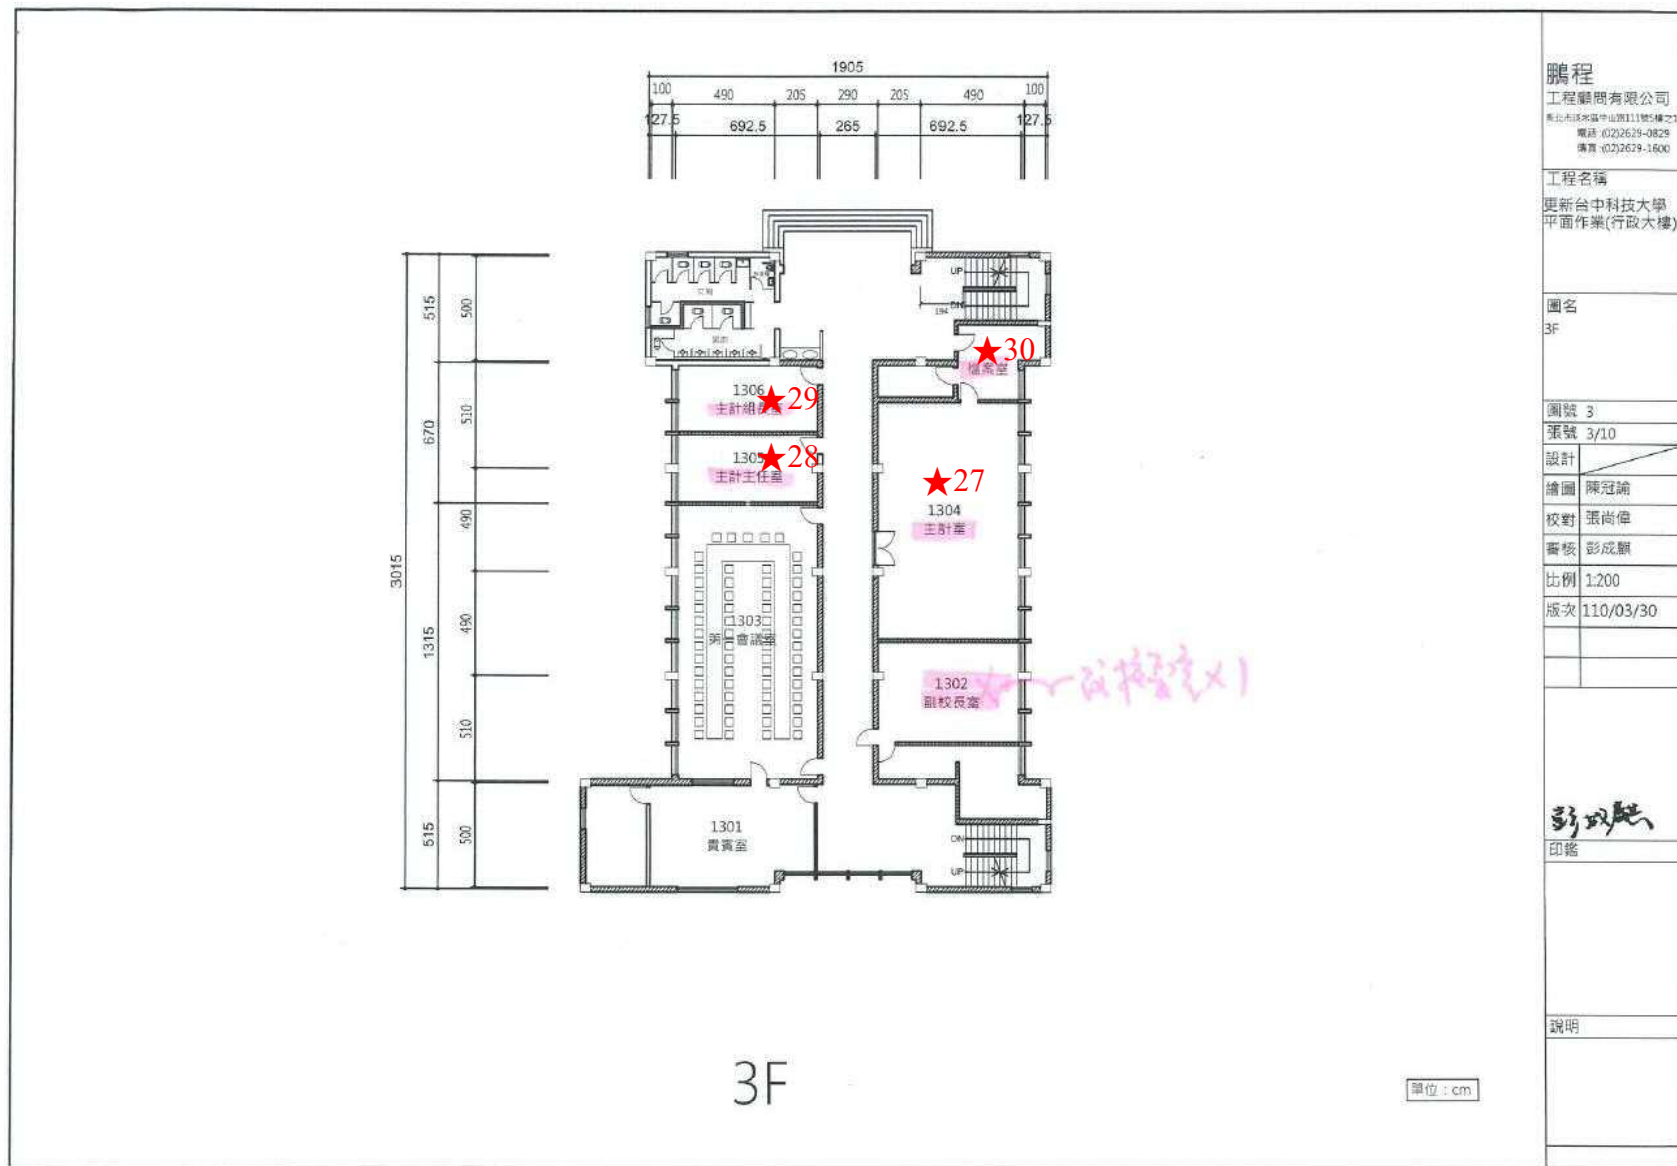 1905
100 490 205 290 205 490 100
127.5 692.5 265 692.5 127.5
3015
515 670 1315 515
500 510 490 490 510 500
UP
DN
194
女廁
男廁
★30
檔案室
1306
主計組長室
★29
1305
主計主任室
★28
★27
1304
主計室
1303
第一會議室
1302
副校長室
1301
貴賓室
DN
UP
3F
單位：cm
鵬程
工程顧問有限公司
電話:(02)2629-0829
傳真:(02)2629-1600
工程名稱
更新台中科技大學
平面作業(行政大樓)
圖名
3F
圖號 3
張號 3/10
設計
繪圖 陳冠諭
校對 張尚偉
審核 彭成麒
比例 1:200
版次 110/03/30
彭成麒
印鑑
說明